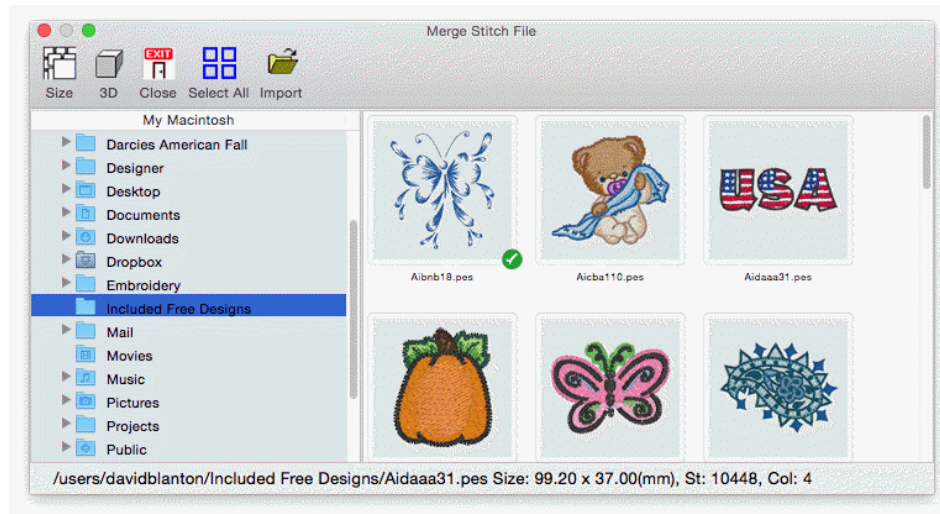 Merge Stitch File
EXIT
Size 3D Close Select All Import
My Macintosh
Darcies American Fall
Designer
Desktop
Documents
Downloads
Dropbox
Embroidery
Included Free Designs
Mail
Movies
Music
Pictures
Projects
Public
USA
Aibnb18.pes Aicba110.pes Aidaaa31.pes
/users/davidblanton/Included Free Designs/Aidaaa31.pes Size: 99.20 x 37.00(mm), St: 10448, Col: 4